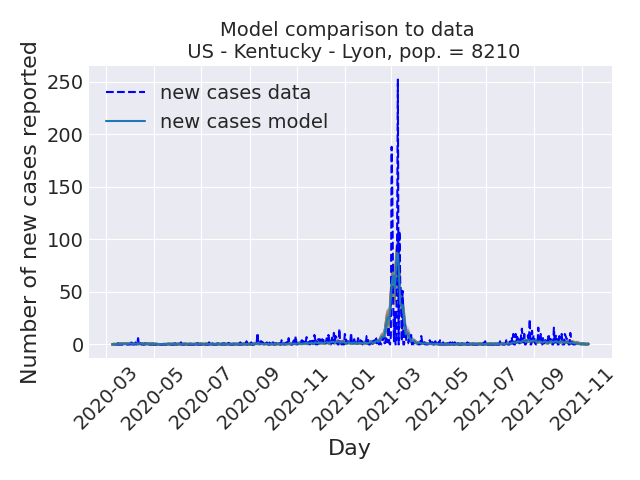 Model comparison to data
US - Kentucky - Lyon, pop. = 8210
Number of new cases reported
250
200
150
100
50
0
new cases data
new cases model
2020-03
2020-05
2020-07
2020-09
2020-11
2021-01
2021-03
2021-05
2021-07
2021-09
2021-11
Day